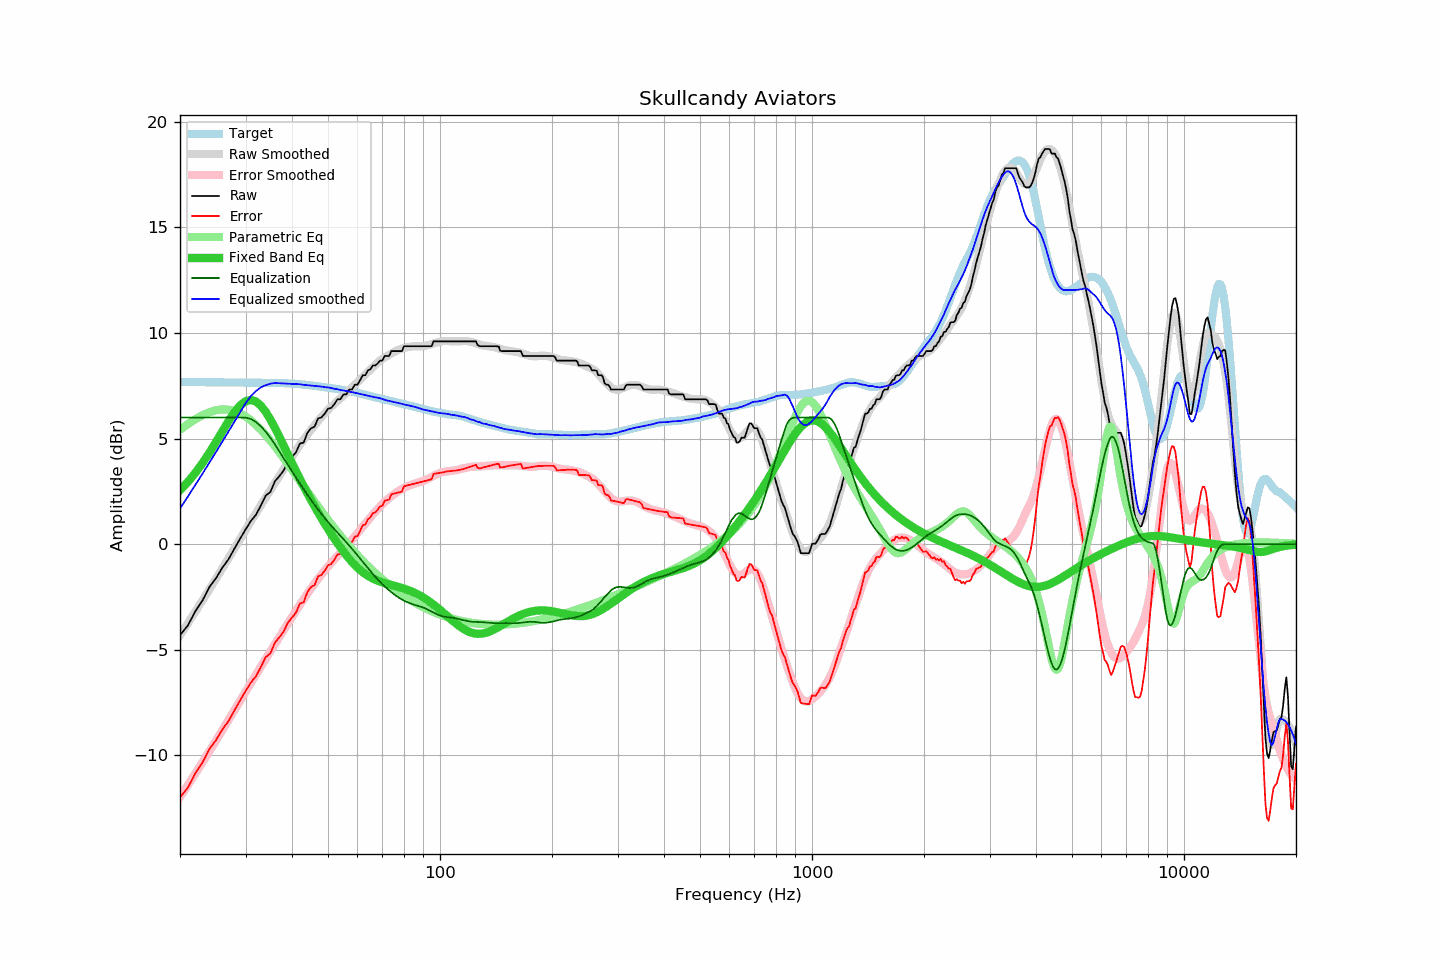 Skullcandy Aviators
20
15
10
5
0
−5
−10
Amplitude (dBr)
Target
Raw Smoothed
Error Smoothed
Raw
Error
Parametric Eq
Fixed Band Eq
Equalization
Equalized smoothed
100
1000
10000
Frequency (Hz)